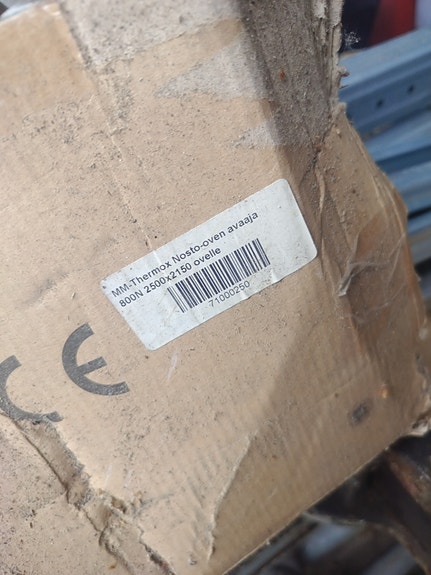 MM-Thermox Nosto-oven avaaja
800N 2500x2150 ovelle
71000250
CE